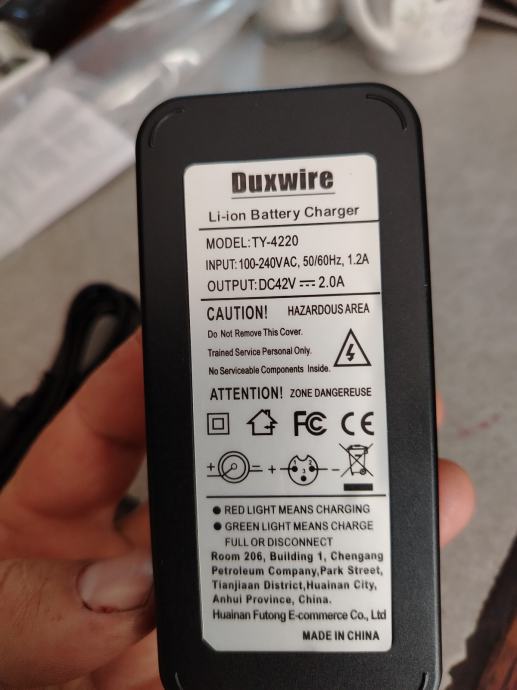 Duxwire
Li-ion Battery Charger
MODEL:TY-4220
INPUT:100-240VAC, 50/60Hz, 1.2A
OUTPUT:DC42V ⎓ 2.0A
CAUTION! HAZARDOUS AREA
Do Not Remove This Cover.
Trained Service Personal Only.
No Serviceable Components Inside.
ATTENTION! ZONE DANGEREUSE
FC CE
+ - + 1 2 3 -
● RED LIGHT MEANS CHARGING
● GREEN LIGHT MEANS CHARGE
FULL OR DISCONNECT
Room 206, Building 1, Chengang
Petroleum Company,Park Street,
Tianjiaan District,Huainan City,
Anhui Province, China.
Huainan Futong E-commerce Co., Ltd
MADE IN CHINA